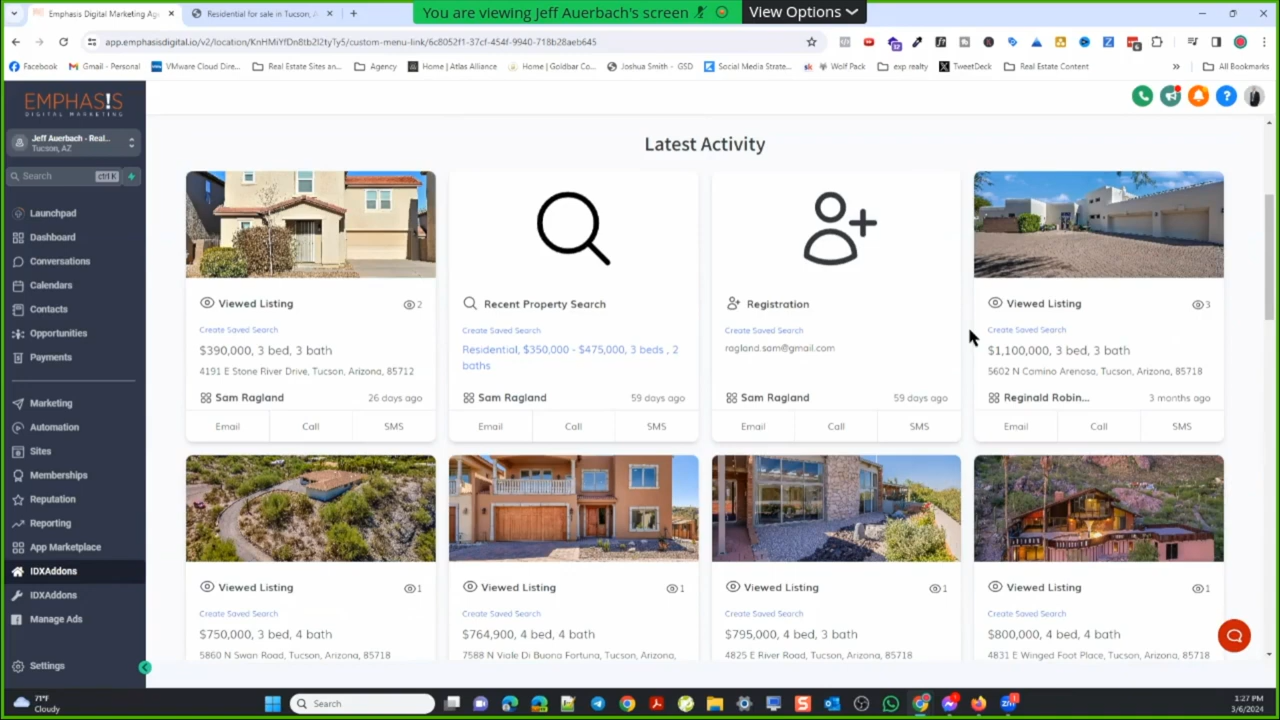 Emphasis Digital Marketing Age
Residential for sale in Tucson, A
You are viewing Jeff Auerbach's screen
View Options
app.emphasisdigital.io/v2/location/KnHMiYfDn8tb2l2tyTy5/custom-menu-link/6c8052f1-37cf-454f-9940-718b28aeb645
Facebook
Gmail - Personal
VMware Cloud Dire...
Real Estate Sites an...
Agency
Home | Atlas Alliance
Home | Goldbar Co...
Joshua Smith - GSD
Social Media Strate...
Wolf Pack
exp realty
TweetDeck
Real Estate Content
All Bookmarks
EMPHAS!S
DIGITAL MARKETING
Jeff Auerbach - Real...
Tucson, AZ
Search
ctrl K
Launchpad
Dashboard
Conversations
Calendars
Contacts
Opportunities
Payments
Marketing
Automation
Sites
Memberships
Reputation
Reporting
App Marketplace
IDXAddons
IDXAddons
Manage Ads
Settings
Latest Activity
Viewed Listing 2
Create Saved Search
$390,000, 3 bed, 3 bath
4191 E Stone River Drive, Tucson, Arizona, 85712
Sam Ragland 26 days ago
Email Call SMS
Recent Property Search
Create Saved Search
Residential, $350,000 - $475,000, 3 beds , 2
baths
Sam Ragland 59 days ago
Email Call SMS
Registration
Create Saved Search
ragland.sam@gmail.com
Sam Ragland 59 days ago
Email Call SMS
Viewed Listing 3
Create Saved Search
$1,100,000, 3 bed, 3 bath
5602 N Camino Arenosa, Tucson, Arizona, 85718
Reginald Robin... 3 months ago
Email Call SMS
Viewed Listing 1
Create Saved Search
$750,000, 3 bed, 4 bath
5860 N Swan Road, Tucson, Arizona, 85718
Viewed Listing 1
Create Saved Search
$764,900, 4 bed, 4 bath
7588 N Viale Di Buona Fortuna, Tucson, Arizona,
Viewed Listing 1
Create Saved Search
$795,000, 4 bed, 3 bath
4825 E River Road, Tucson, Arizona, 85718
Viewed Listing 1
Create Saved Search
$800,000, 4 bed, 4 bath
4831 E Winged Foot Place, Tucson, Arizona, 85718
71°F
Cloudy
Search
1:27 PM
3/6/2024